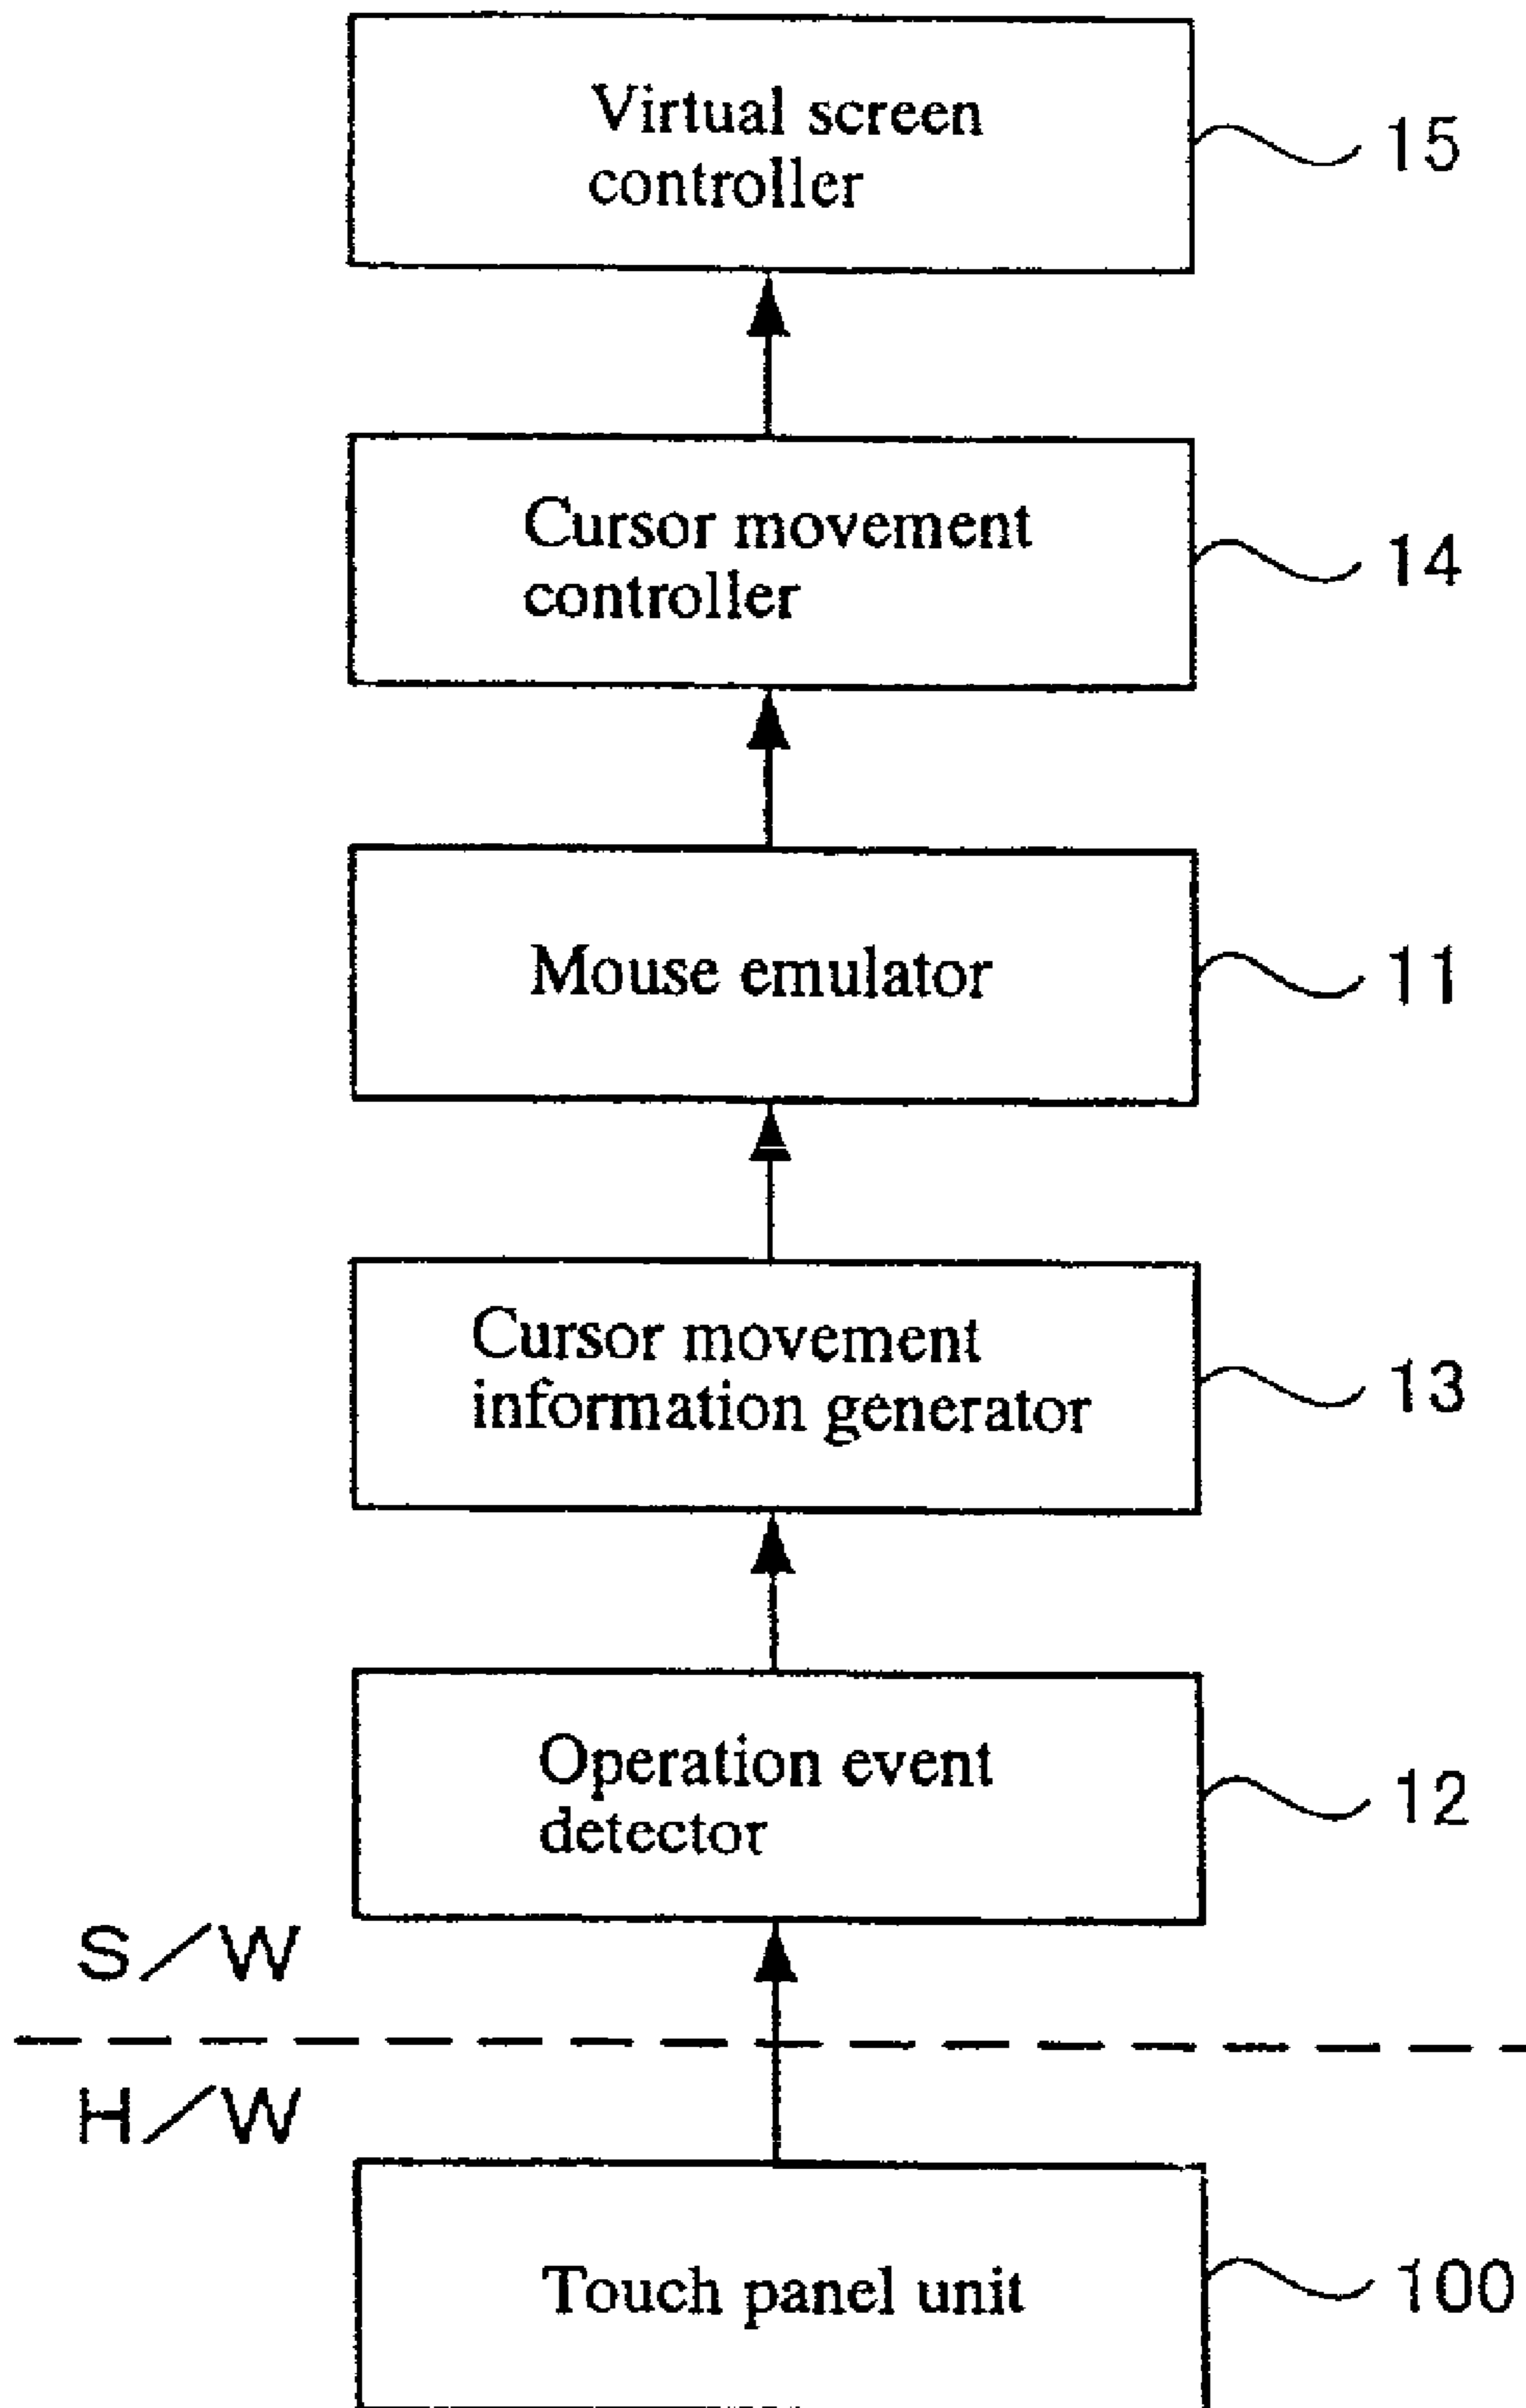 Virtual screen
controller
15
Cursor movement
controller
14
Mouse emulator
11
Cursor movement
information generator
13
Operation event
detector
12
S/W
H/W
Touch panel unit
100